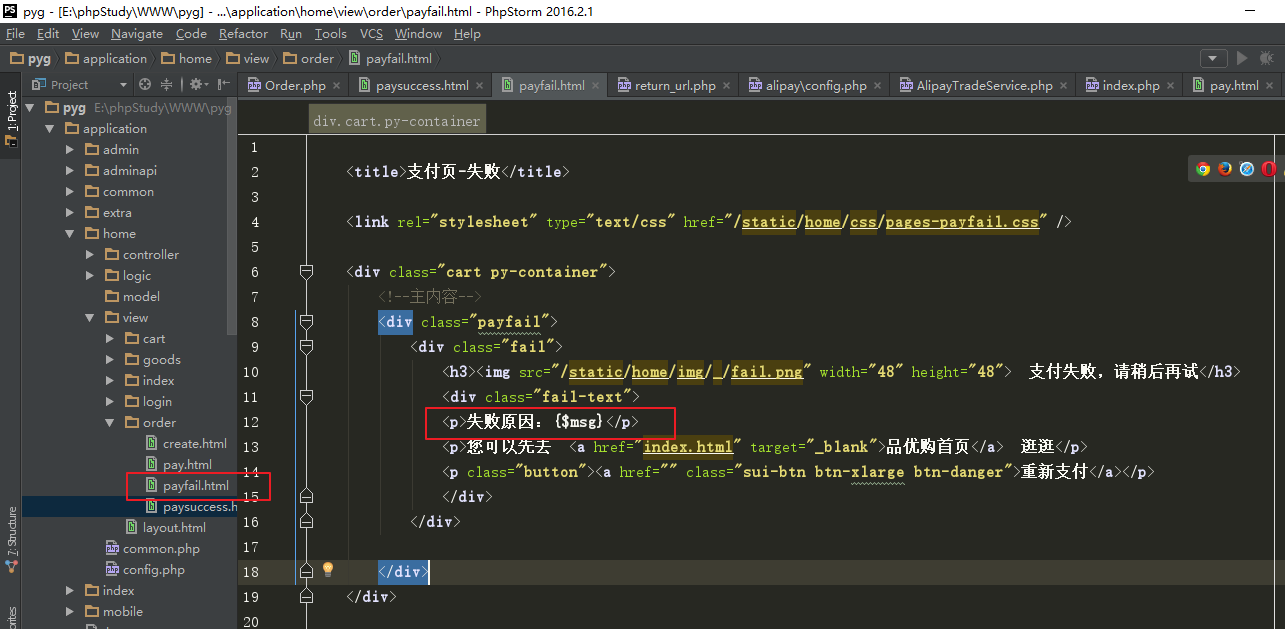 pyg - [E:\phpStudy\WWW\pyg] - ...\application\home\view\order\payfail.html - PhpStorm 2016.2.1
File Edit View Navigate Code Refactor Run Tools VCS Window Help
pyg application home view order payfail.html
Project
Order.php × paysuccess.html × payfail.html × return_url.php × alipay\config.php × AlipayTradeService.php × index.php × pay.html ×
1: Project
7: Structure
pyg E:\phpStudy\WWW\pyg
application
admin
adminapi
common
extra
home
controller
logic
model
view
cart
goods
index
login
order
create.html
pay.html
payfail.html
paysuccess.h
layout.html
common.php
config.php
index
mobile
div.cart.py-container
1
2 <title>支付页-失败</title>
3
4 <link rel="stylesheet" type="text/css" href="/static/home/css/pages-payfail.css" />
5
6 <div class="cart py-container">
7 <!--主内容-->
8 <div class="payfail">
9 <div class="fail">
10 <h3><img src="/static/home/img/_/fail.png" width="48" height="48"> 支付失败，请稍后再试</h3>
11 <div class="fail-text">
12 <p>失败原因：{$msg}</p>
13 <p>您可以先去 <a href="index.html" target="_blank">品优购首页</a> 逛逛</p>
14 <p class="button"><a href="" class="sui-btn btn-xlarge btn-danger">重新支付</a></p>
15 </div>
16 </div>
17
18 </div>
19 </div>
20